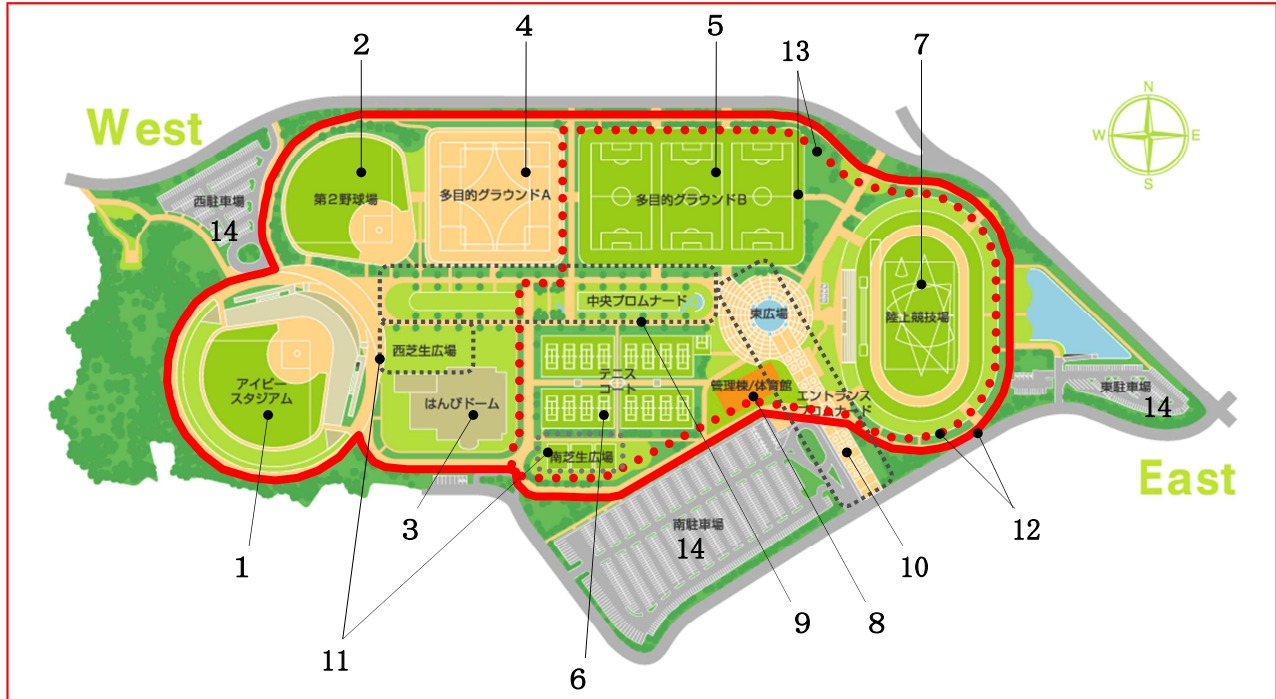 2
4
5
13
7
West
N
W
E
S
西駐車場
14
第2野球場
多目的グラウンドA
多目的グラウンドB
中央プロムナード
東広場
陸上競技場
西芝生広場
アイビー
スタジアム
はんぴドーム
テニス
コート
管理棟/体育館
エントランス
プロムナード
東駐車場
14
南芝生広場
East
南駐車場
14
1
3
12
10
11
9
8
6